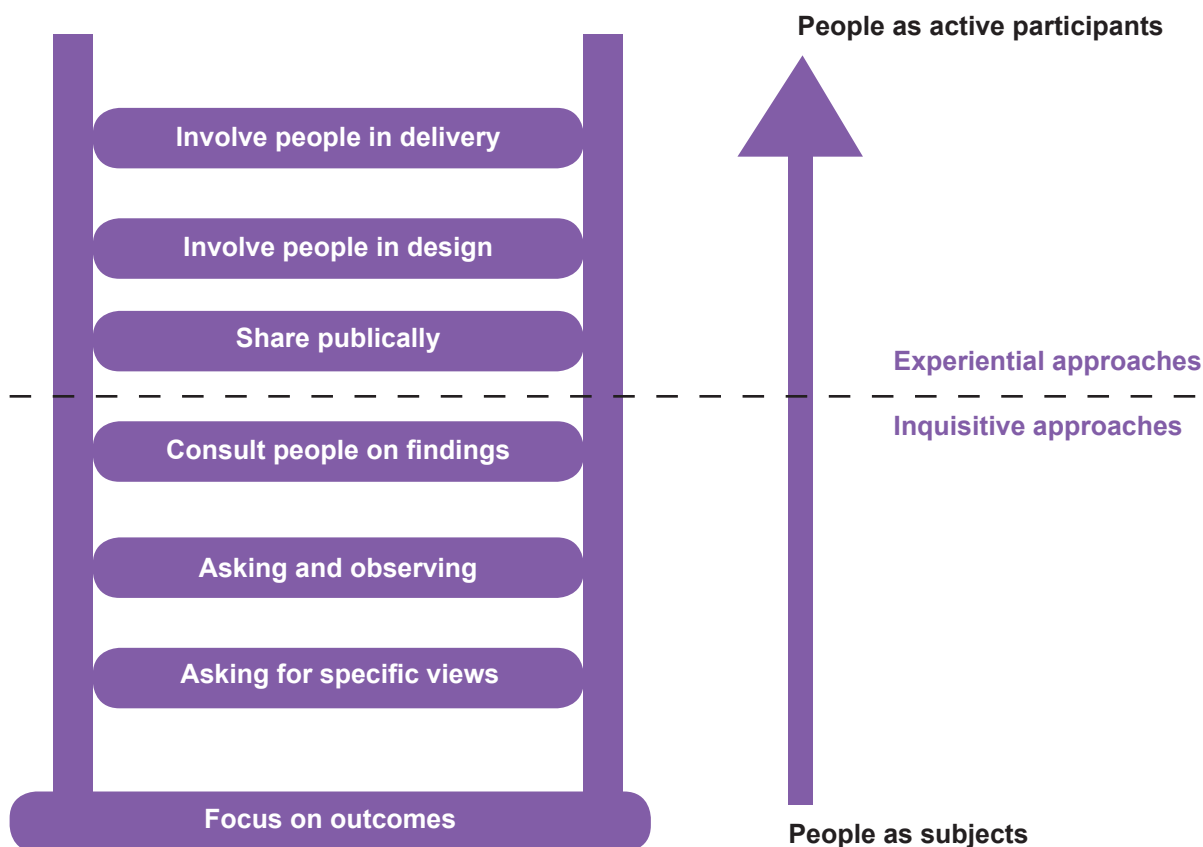 People as active participants
Involve people in delivery
Involve people in design
Share publically
Experiential approaches
Inquisitive approaches
Consult people on findings
Asking and observing
Asking for specific views
Focus on outcomes
People as subjects